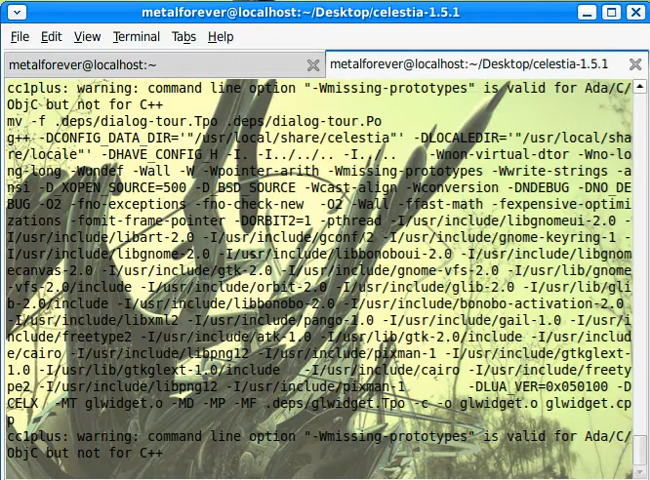 metalforever@localhost:~/Desktop/celestia-1.5.1
File Edit View Terminal Tabs Help
metalforever@localhost:~ metalforever@localhost:~/Desktop/celestia-1.5.1
cc1plus: warning: command line option "-Wmissing-prototypes" is valid for Ada/C/
ObjC but not for C++
mv -f .deps/dialog-tour.Tpo .deps/dialog-tour.Po
g++ -DCONFIG_DATA_DIR='"/usr/local/share/celestia"' -DLOCALEDIR='"/usr/local/sha
re/locale"' -DHAVE_CONFIG_H -I. -I../../.. -I../.. -Wnon-virtual-dtor -Wno-lo
ng-long -Wundef -Wall -W -Wpointer-arith -Wmissing-prototypes -Wwrite-strings -a
nsi -D_XOPEN_SOURCE=500 -D_BSD_SOURCE -Wcast-align -Wconversion -DNDEBUG -DNO_DE
BUG -O2 -fno-exceptions -fno-check-new -O2 -Wall -ffast-math -fexpensive-optimi
zations -fomit-frame-pointer -DORBIT2=1 -pthread -I/usr/include/libgnomeui-2.0 -
I/usr/include/libart-2.0 -I/usr/include/gconf/2 -I/usr/include/gnome-keyring-1 -
I/usr/include/libgnome-2.0 -I/usr/include/libbonoboui-2.0 -I/usr/include/libgnom
ecanvas-2.0 -I/usr/include/gtk-2.0 -I/usr/include/gnome-vfs-2.0 -I/usr/lib/gnome
-vfs-2.0/include -I/usr/include/orbit-2.0 -I/usr/include/glib-2.0 -I/usr/lib/gli
b-2.0/include -I/usr/include/libbonobo-2.0 -I/usr/include/bonobo-activation-2.0
-I/usr/include/libxml2 -I/usr/include/pango-1.0 -I/usr/include/gail-1.0 -I/usr/i
nclude/freetype2 -I/usr/include/atk-1.0 -I/usr/lib/gtk-2.0/include -I/usr/includ
e/cairo -I/usr/include/libpng12 -I/usr/include/pixman-1 -I/usr/include/gtkglext-
1.0 -I/usr/lib/gtkglext-1.0/include -I/usr/include/cairo -I/usr/include/freety
pe2 -I/usr/include/libpng12 -I/usr/include/pixman-1 -DLUA_VER=0x050100 -D
CELX -MT glwidget.o -MD -MP -MF .deps/glwidget.Tpo -c -o glwidget.o glwidget.cp
p
cc1plus: warning: command line option "-Wmissing-prototypes" is valid for Ada/C/
ObjC but not for C++